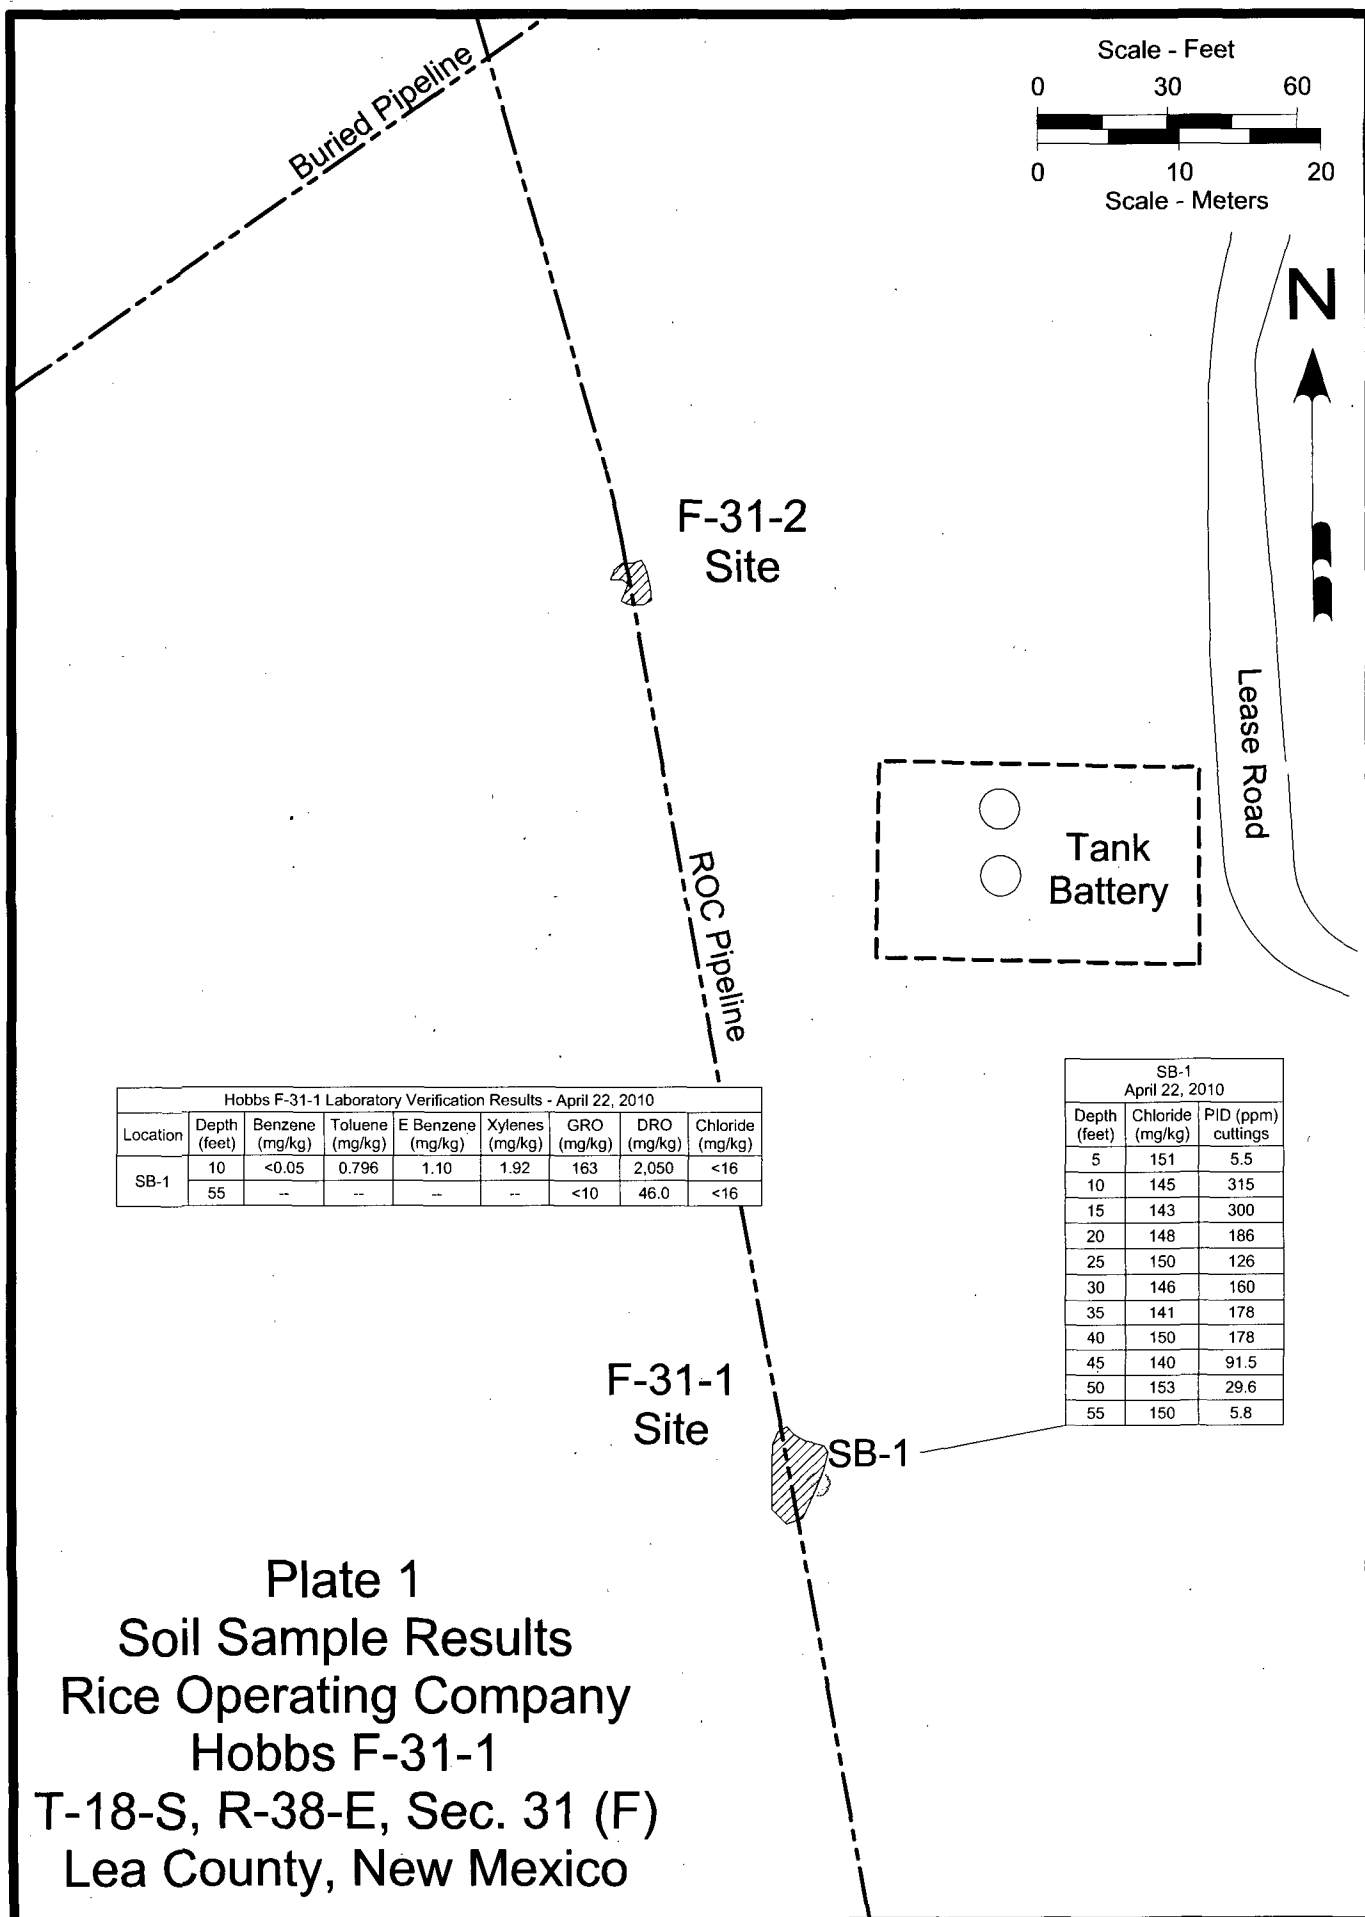 Scale - Feet
0 30 60
0 10 20
Scale - Meters
Buried Pipeline
N
F-31-2
Site
Lease Road
Tank
Battery
ROC Pipeline
Hobbs F-31-1 Laboratory Verification Results - April 22, 2010
Location Depth (feet) Benzene (mg/kg) Toluene (mg/kg) E Benzene (mg/kg) Xylenes (mg/kg) GRO (mg/kg) DRO (mg/kg) Chloride (mg/kg)
SB-1 10 <0.05 0.796 1.10 1.92 163 2,050 <16
55 -- -- -- -- <10 46.0 <16
SB-1
April 22, 2010
Depth (feet) Chloride (mg/kg) PID (ppm) cuttings
5 151 5.5
10 145 315
15 143 300
20 148 186
25 150 126
30 146 160
35 141 178
40 150 178
45 140 91.5
50 153 29.6
55 150 5.8
F-31-1
Site
SB-1
Plate 1
Soil Sample Results
Rice Operating Company
Hobbs F-31-1
T-18-S, R-38-E, Sec. 31 (F)
Lea County, New Mexico